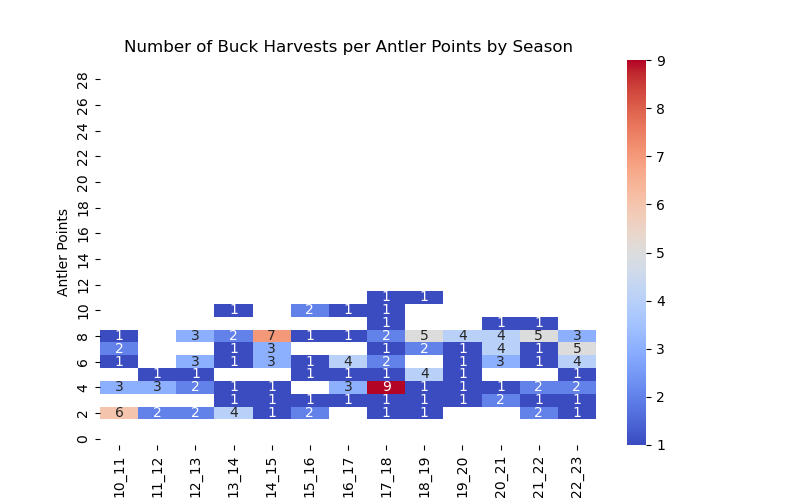 Number of Buck Harvests per Antler Points by Season
Antler Points
28
26
24
22
20
18
16
14
12
1 1
10 1 2 1 1
1 1 1
8 1 3 2 7 1 1 2 5 4 4 5 3
2 1 3 1 2 1 4 1 5
6 1 3 1 3 1 4 2 1 3 1 4
1 1 1 1 1 4 1 1
4 3 3 2 1 1 3 9 1 1 1 2 2
1 1 1 1 1 1 1 2 1 1
2 6 2 2 4 1 2 1 1 2 1
0
10_11 11_12 12_13 13_14 14_15 15_16 16_17 17_18 18_19 19_20 20_21 21_22 22_23
9
8
7
6
5
4
3
2
1